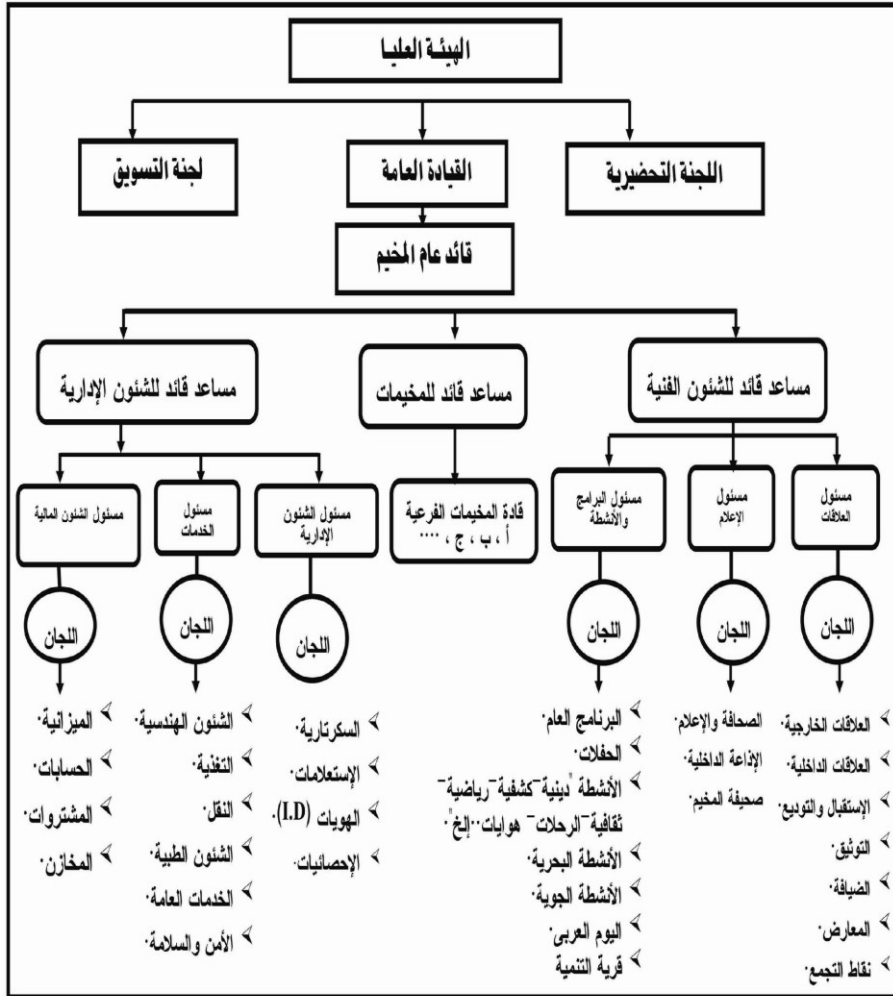 الهيئة العليا
اللجنة التحضيرية
القيادة العامة
لجنة التسويق
قائد عام المخيم
مساعد قائد للشئون الفنية
مساعد قائد للمخيمات
مساعد قائد للشئون الإدارية
مسئول
العلاقات
مسئول
الإعلام
مسئول البرامج
والأنشطة
قادة المخيمات الفرعية
أ ، ب ، ج ، ....
مسئول الشئون
الإدارية
مسئول
الخدمات
مسئول الشئون المالية
اللجان
اللجان
اللجان
اللجان
اللجان
اللجان
العلاقات الخارجية.
العلاقات الداخلية.
الإستقبال والتوديع.
التوثيق.
الضيافة.
المعارض.
نقاط التجمع.
الصحافة والإعلام.
الإذاعة الداخلية.
صحيفة المخيم.
البرنامج العام.
الحفلات.
الأنشطة "دينية-كشفية-رياضية-
ثقافية-الرحلات- هوايات..إلخ".
الأنشطة البحرية.
الأنشطة الجوية.
اليوم العربى.
قرية التنمية
السكرتارية.
الإستعلامات.
الهويات (I.D).
الإحصائيات.
الشئون الهندسية.
التغذية.
النقل.
الشئون الطبية.
الخدمات العامة.
الأمن والسلامة.
الميزانية.
الحسابات.
المشتروات.
المخازن.